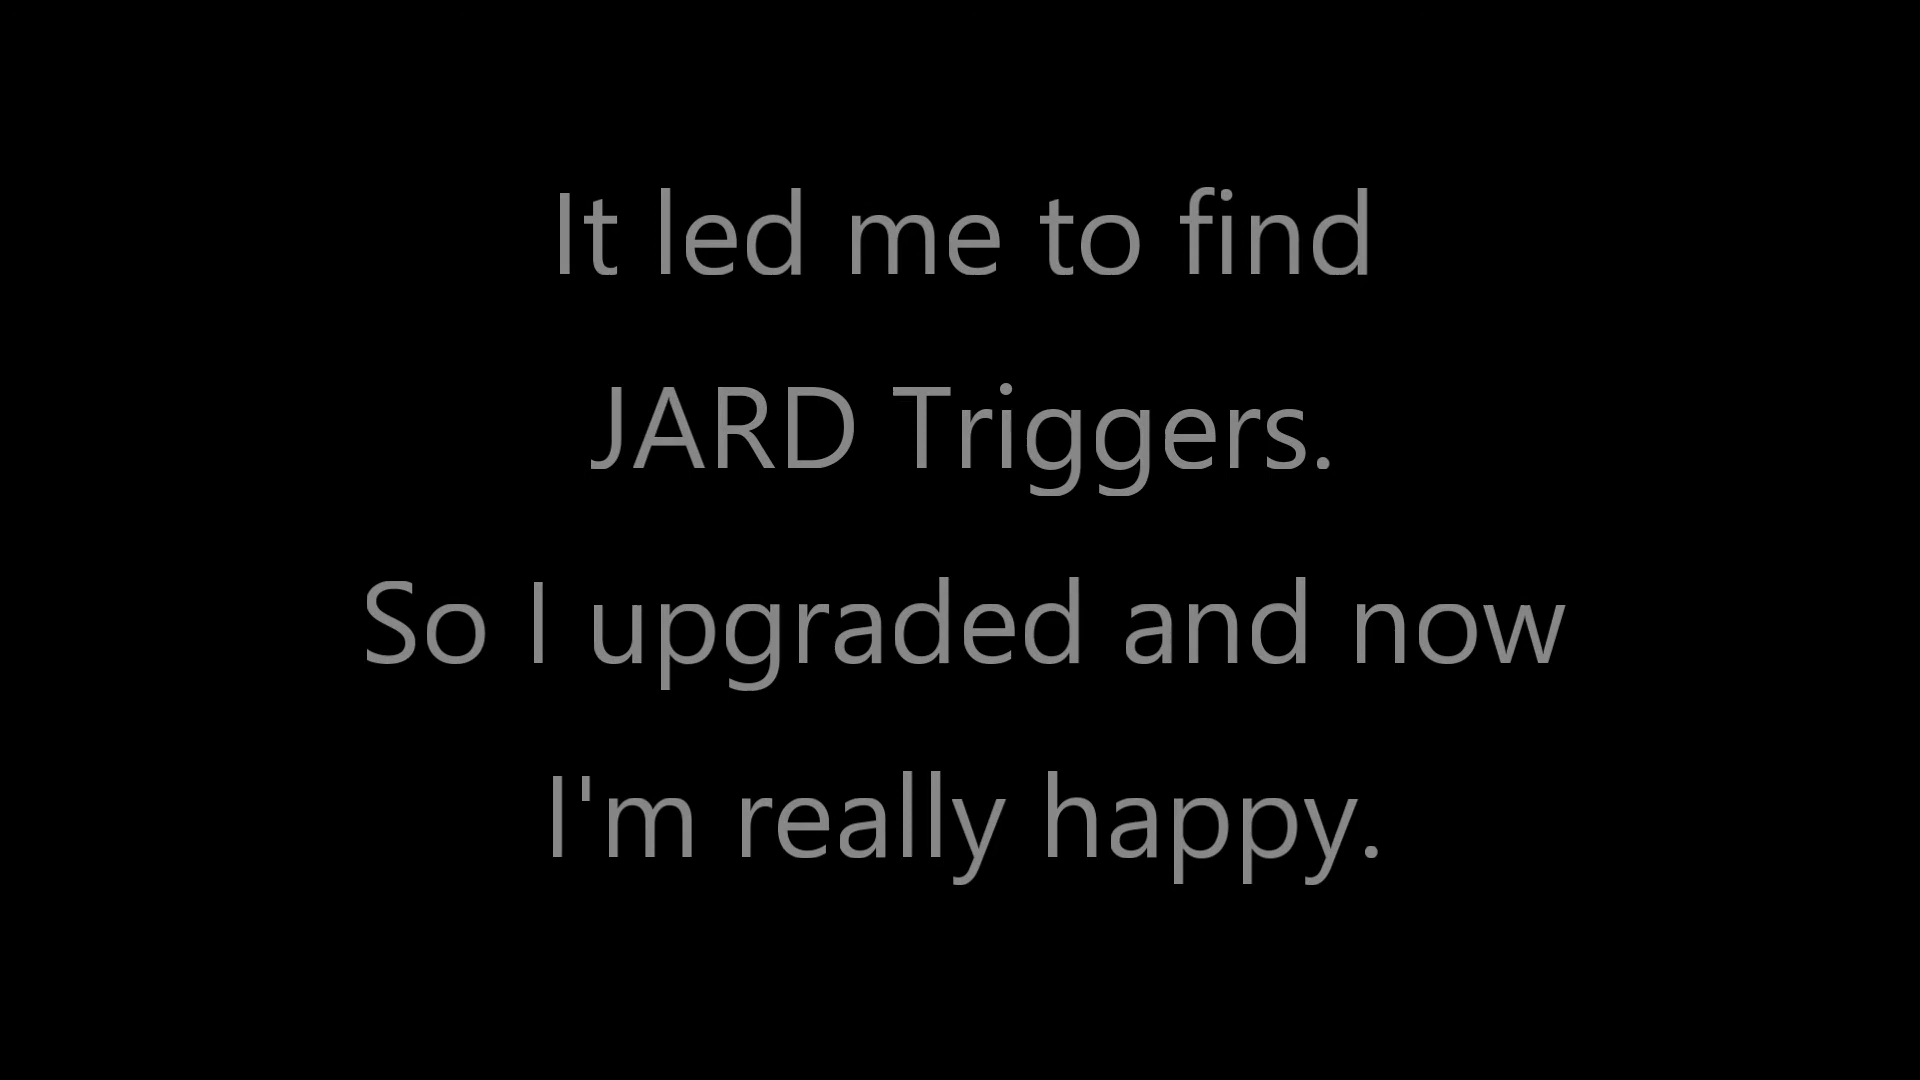 It led me to find
JARD Triggers.
So I upgraded and now
I'm really happy.